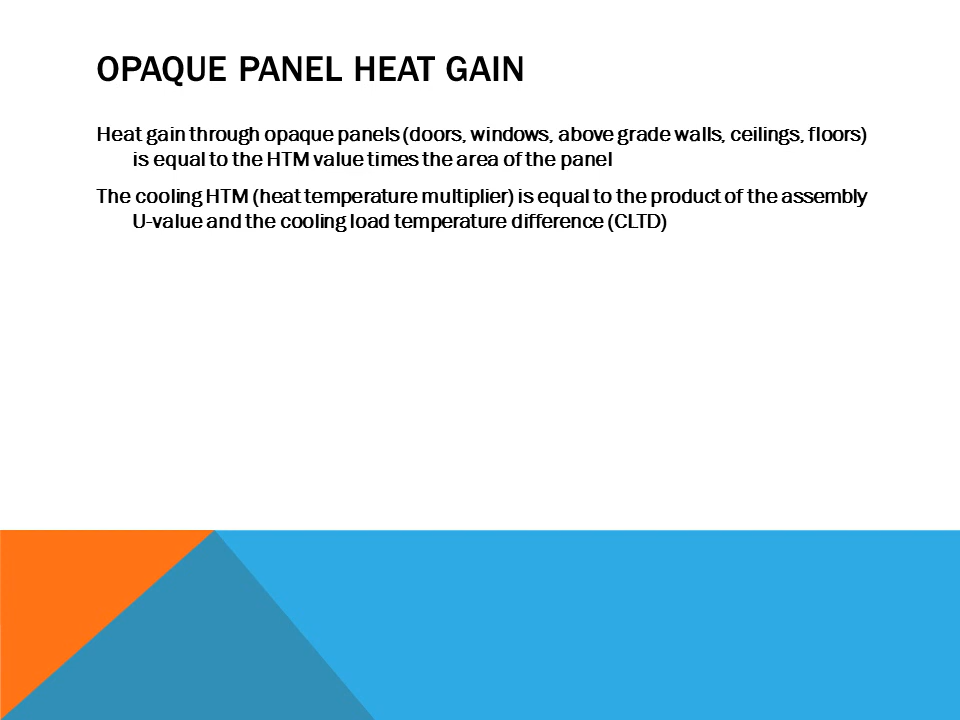 OPAQUE PANEL HEAT GAIN
Heat gain through opaque panels (doors, windows, above grade walls, ceilings, floors)
is equal to the HTM value times the area of the panel
The cooling HTM (heat temperature multiplier) is equal to the product of the assembly
U-value and the cooling load temperature difference (CLTD)